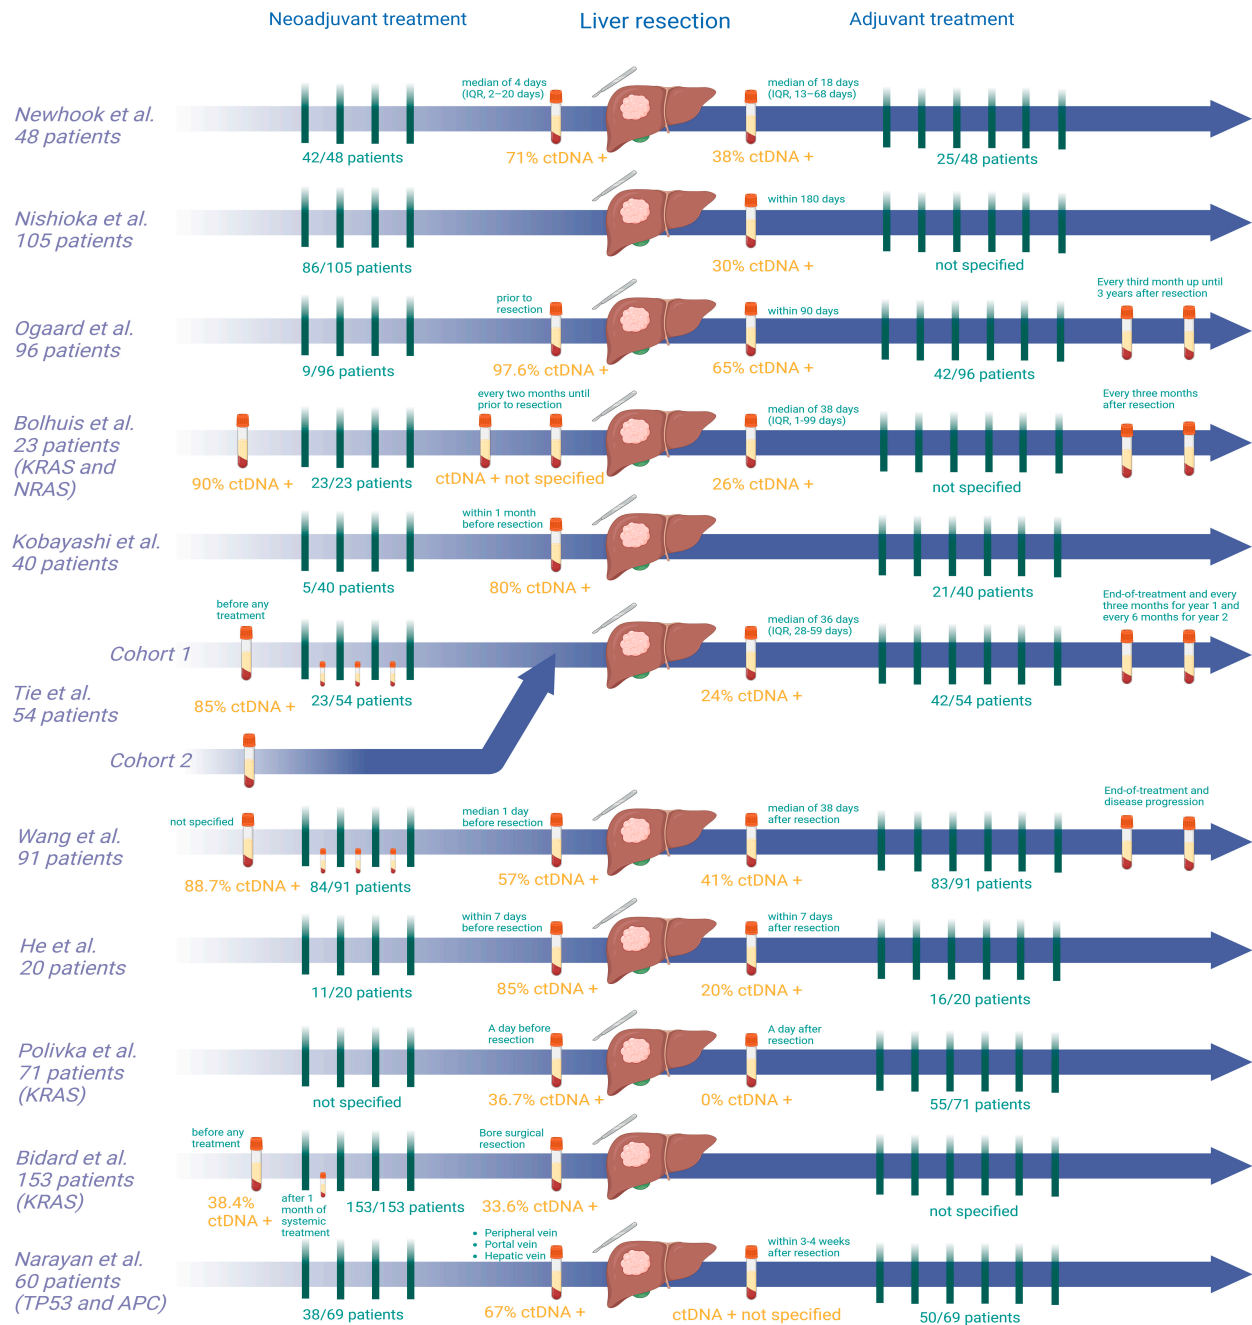 Neoadjuvant treatment
Liver resection
Adjuvant treatment
Newhook et al.
48 patients
42/48 patients
median of 4 days
(IQR, 2–20 days)
71% ctDNA +
median of 18 days
(IQR, 13–68 days)
38% ctDNA +
25/48 patients
Nishioka et al.
105 patients
86/105 patients
within 180 days
30% ctDNA +
not specified
Ogaard et al.
96 patients
9/96 patients
prior to
resection
97.6% ctDNA +
within 90 days
65% ctDNA +
42/96 patients
Every third month up until
3 years after resection
Bolhuis et al.
23 patients
(KRAS and
NRAS)
90% ctDNA +
23/23 patients
every two months until
prior to resection
ctDNA + not specified
median of 38 days
(IQR, 1-99 days)
26% ctDNA +
not specified
Every three months
after resection
Kobayashi et al.
40 patients
5/40 patients
within 1 month
before resection
80% ctDNA +
21/40 patients
Cohort 1
before any
treatment
85% ctDNA +
23/54 patients
median of 36 days
(IQR, 28-59 days)
24% ctDNA +
42/54 patients
End-of-treatment and every
three months for year 1 and
every 6 months for year 2
Tie et al.
54 patients
Cohort 2
Wang et al.
91 patients
not specified
88.7% ctDNA +
84/91 patients
median 1 day
before resection
57% ctDNA +
median of 38 days
after resection
41% ctDNA +
83/91 patients
End-of-treatment and
disease progression
He et al.
20 patients
11/20 patients
within 7 days
before resection
85% ctDNA +
within 7 days
after resection
20% ctDNA +
16/20 patients
Polivka et al.
71 patients
(KRAS)
not specified
A day before
resection
36.7% ctDNA +
A day after
resection
0% ctDNA +
55/71 patients
Bidard et al.
153 patients
(KRAS)
before any
treatment
38.4%
ctDNA +
after 1
month of
systemic
treatment
153/153 patients
Bore surgical
resection
33.6% ctDNA +
not specified
Narayan et al.
60 patients
(TP53 and APC)
38/69 patients
• Peripheral vein
• Portal vein
• Hepatic vein
67% ctDNA +
within 3-4 weeks
after resection
ctDNA + not specified
50/69 patients